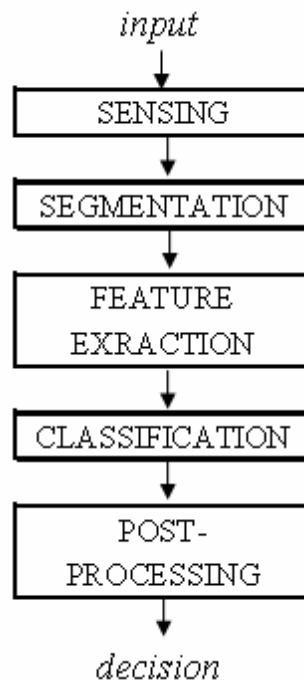 input
SENSING
SEGMENTATION
FEATURE
EXRACTION
CLASSIFICATION
POST-
PROCESSING
decision